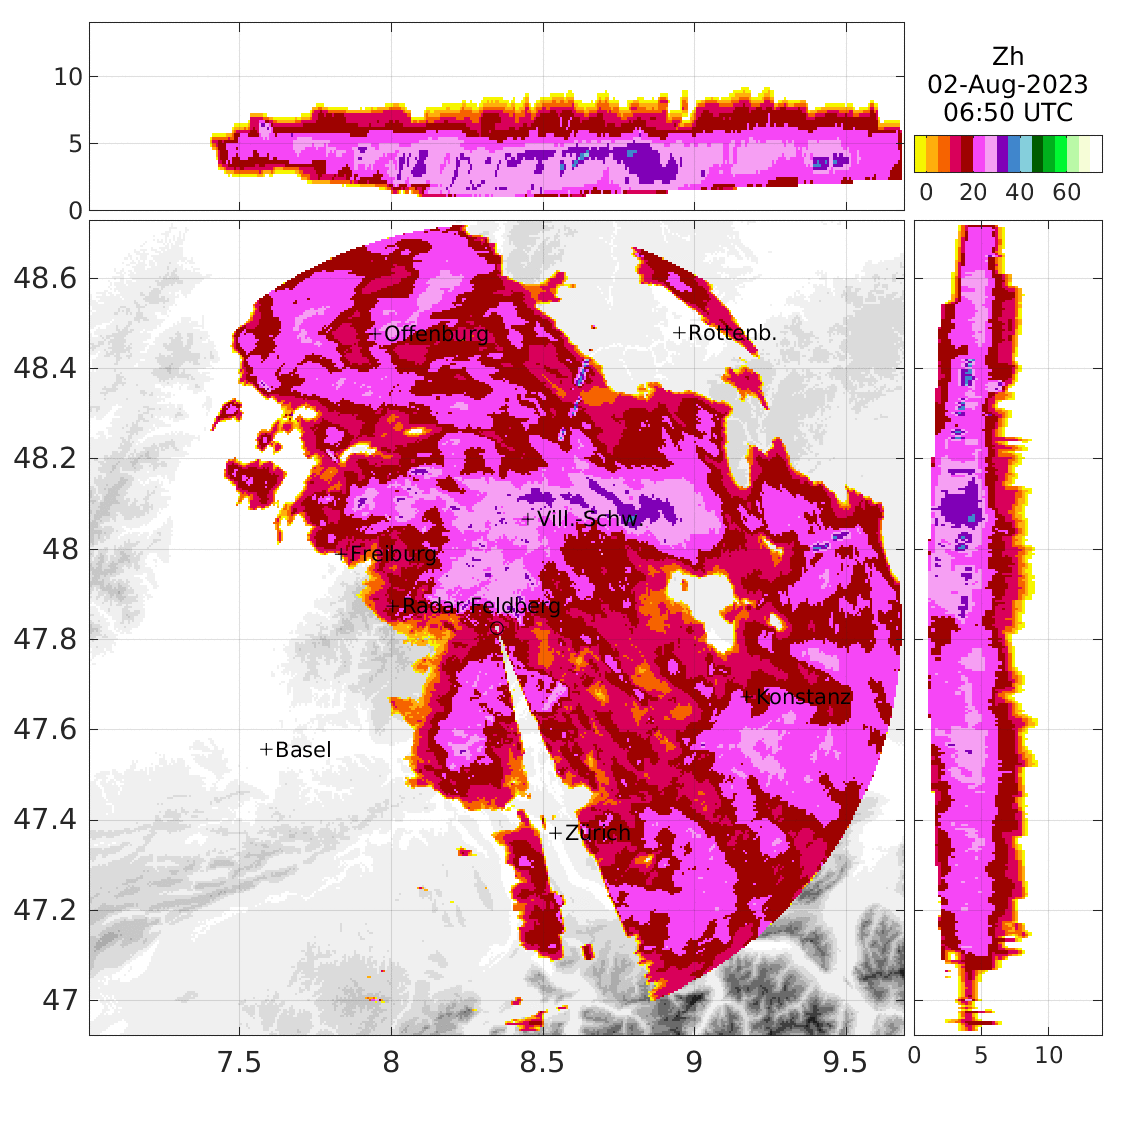 10
5
0
Zh
02-Aug-2023
06:50 UTC
0 20 40 60
48.6
48.4
48.2
48
47.8
47.6
47.4
47.2
47
+Offenburg
+Rottenb.
+Vill.-Schw
+Freiburg
+Radar Feldberg
+Konstanz
+Basel
+Zürich
7.5 8 8.5 9 9.5
0 5 10